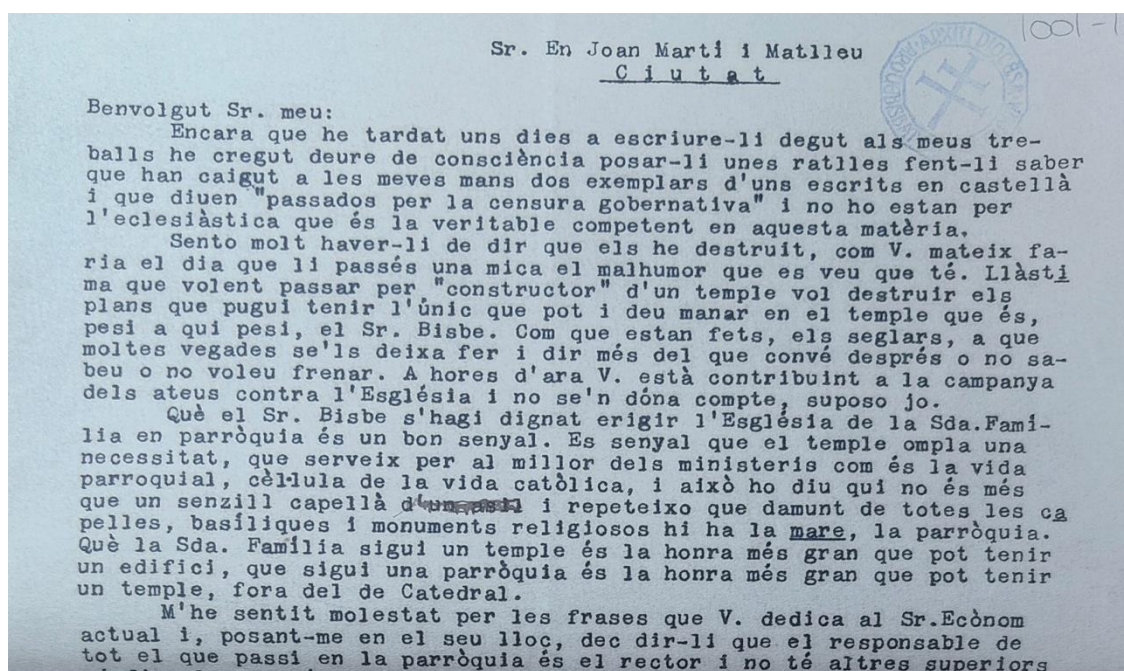 1001-1
Sr. En Joan Marti i Matlleu
Ciutat
Benvolgut Sr. meu:
Encara que he tardat uns dies a escriure-li degut als meus tre-
balls he cregut deure de consciència posar-li unes ratlles fent-li saber
que han caigut a les meves mans dos exemplars d'uns escrits en castellà
i que diuen "passados per la censura gobernativa" i no ho estan per
l'eclesiàstica que és la veritable competent en aquesta matèria.
Sento molt haver-li de dir que els he destruit, com V. mateix fa-
ria el dia que li passés una mica el malhumor que es veu que té. Llàsti
ma que volent passar per "constructor" d'un temple vol destruir els
plans que pugui tenir l'únic que pot i deu manar en el temple que és,
pesi a qui pesi, el Sr. Bisbe. Com que estan fets, els seglars, a que
moltes vegades se'ls deixa fer i dir més del que convé després o no sa-
beu o no voleu frenar. A hores d'ara V. està contribuint a la campanya
dels ateus contra l'Església i no se'n dóna compte, suposo jo.
Què el Sr. Bisbe s'hagi dignat erigir l'Església de la Sda.Famí-
lia en parròquia és un bon senyal. Es senyal que el temple ompla una
necessitat, que serveix per al millor dels ministeris com és la vida
parroquial, cèl·lula de la vida catòlica, i això ho diu qui no és més
que un senzill capellà i repeteixo que damunt de totes les ca
pelles, basíliques i monuments religiosos hi ha la mare, la parròquia.
Què la Sda. Família sigui un temple és la honra més gran que pot tenir
un edifici, que sigui una parròquia és la honra més gran que pot tenir
un temple, fora del de Catedral.
M'he sentit molestat per les frases que V. dedica al Sr.Ecònom
actual i, posant-me en el seu lloc, dec dir-li que el responsable de
tot el que passi en la parròquia és el rector i no té altres superiors